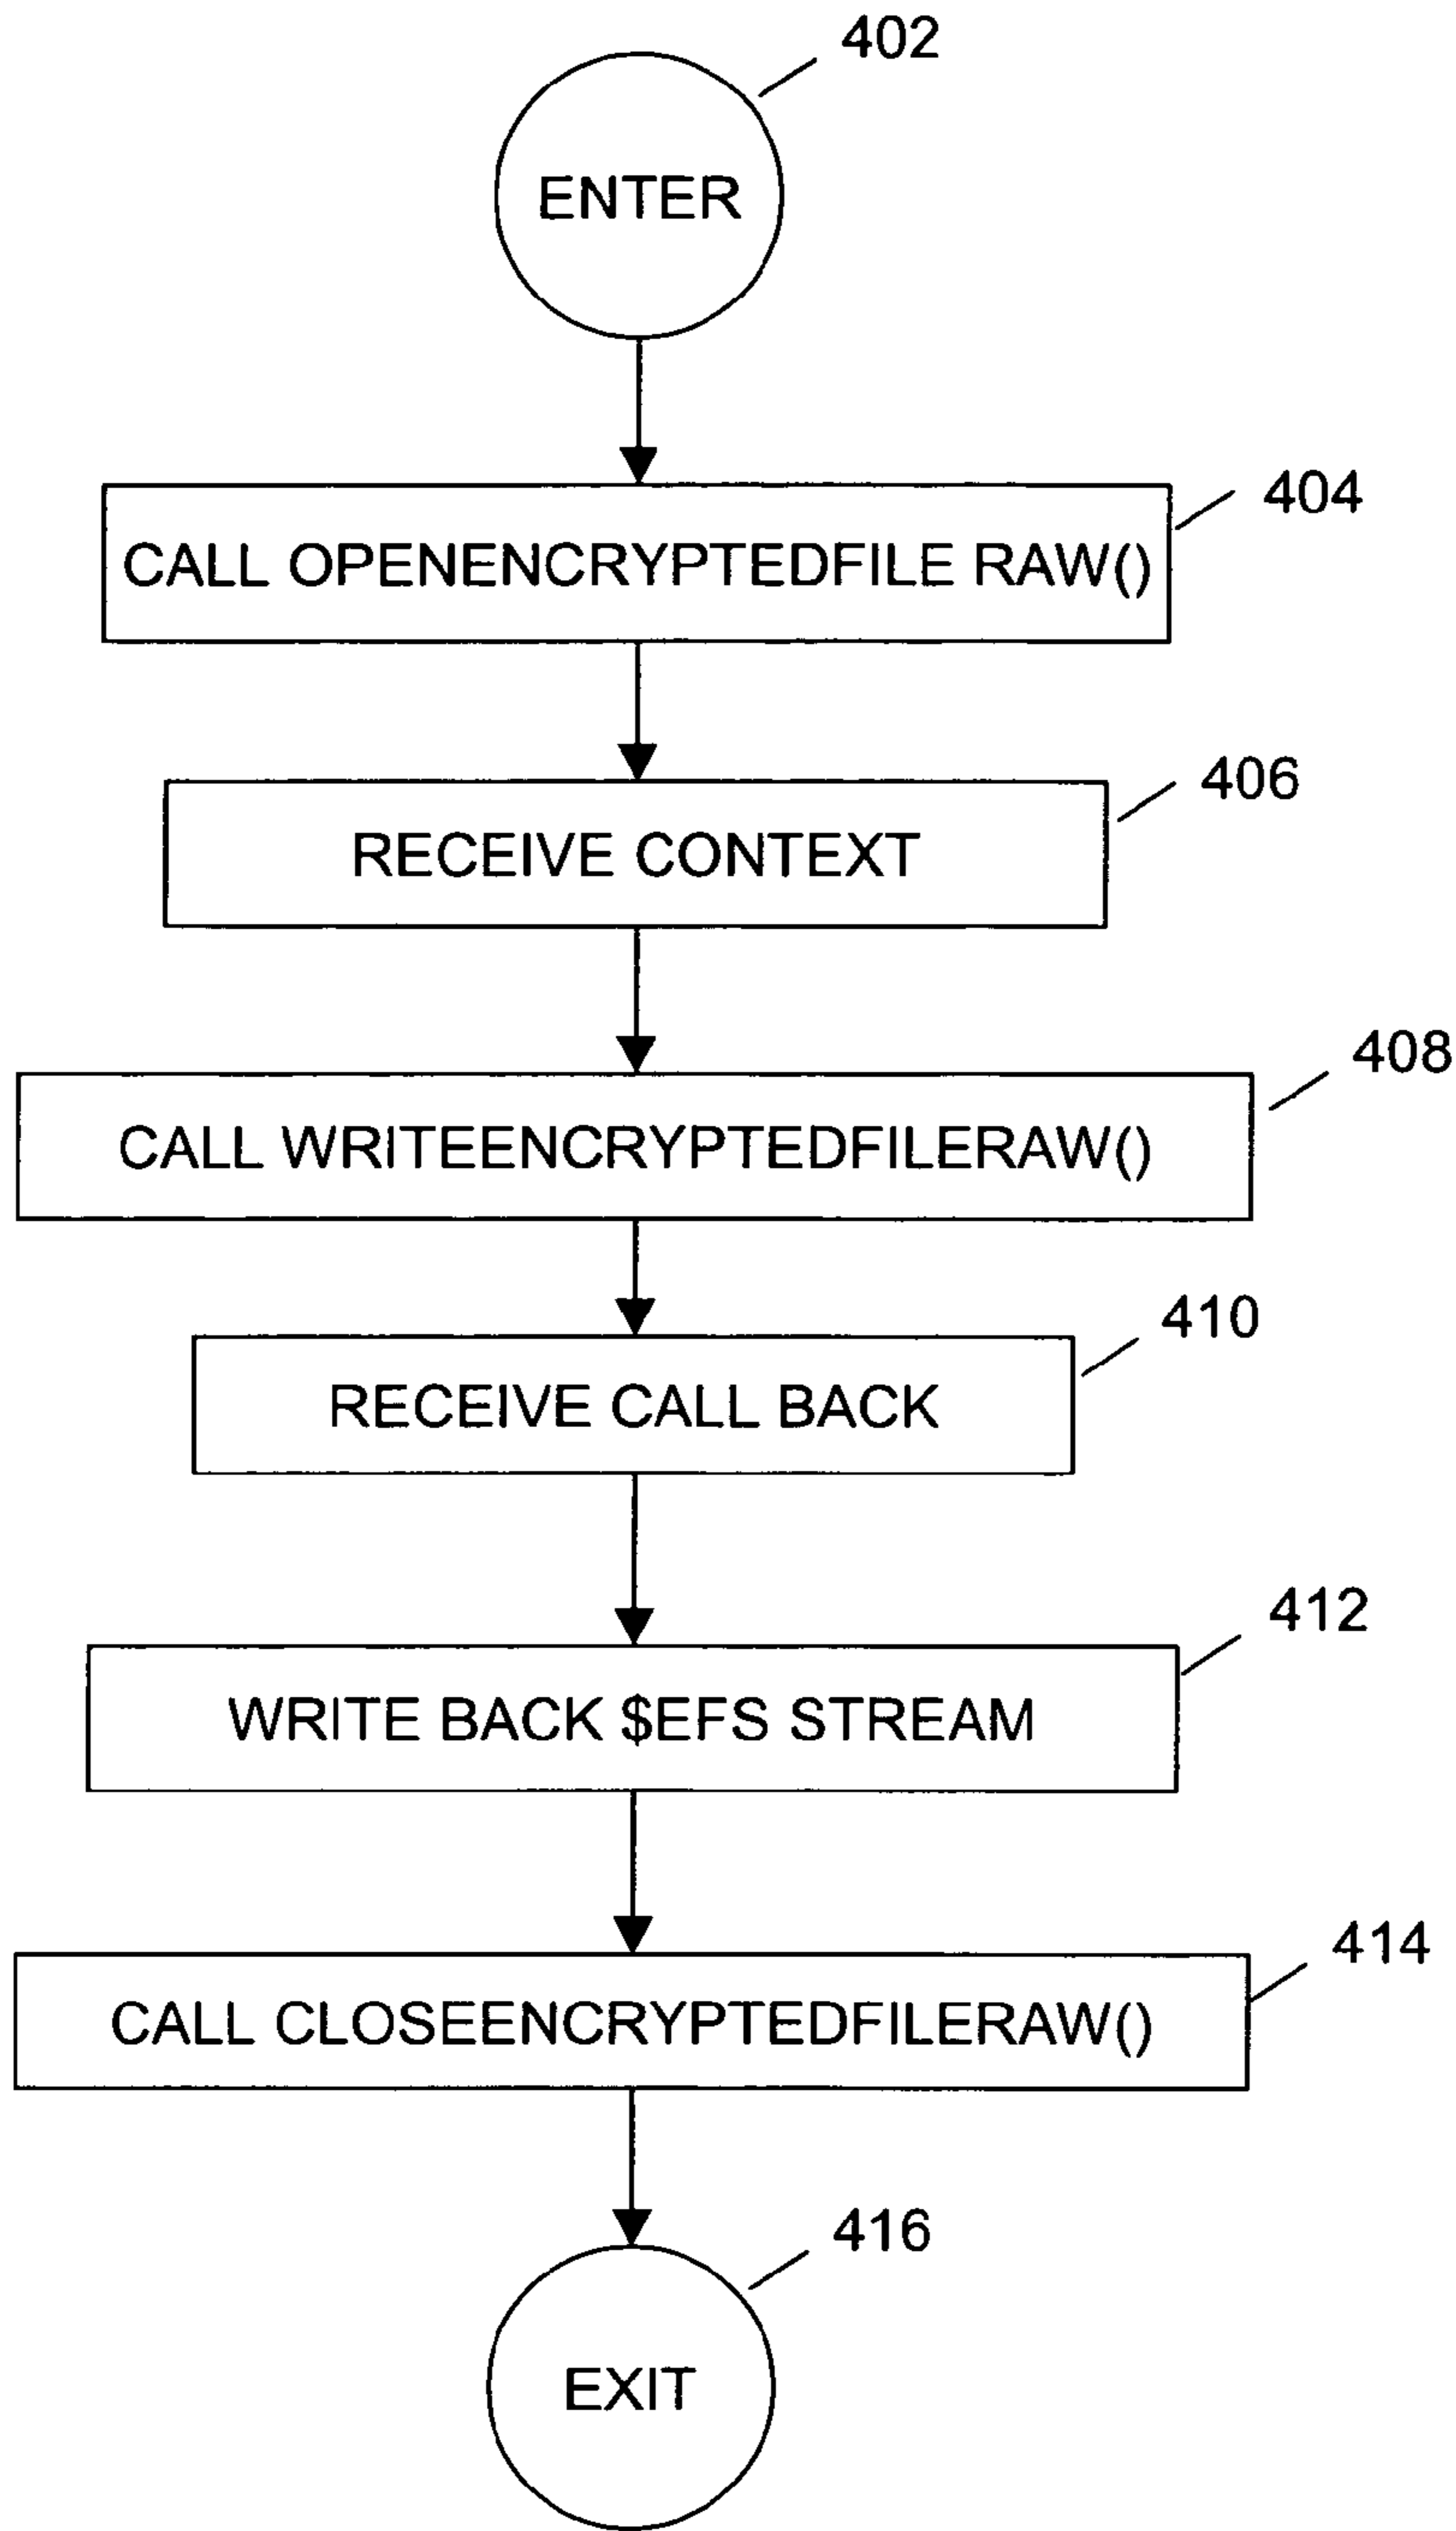 402
ENTER
404
CALL OPENENCRYPTEDFILE RAW()
406
RECEIVE CONTEXT
408
CALL WRITEENCRYPTEDFILERAW()
410
RECEIVE CALL BACK
412
WRITE BACK $EFS STREAM
414
CALL CLOSEENCRYPTEDFILERAW()
416
EXIT